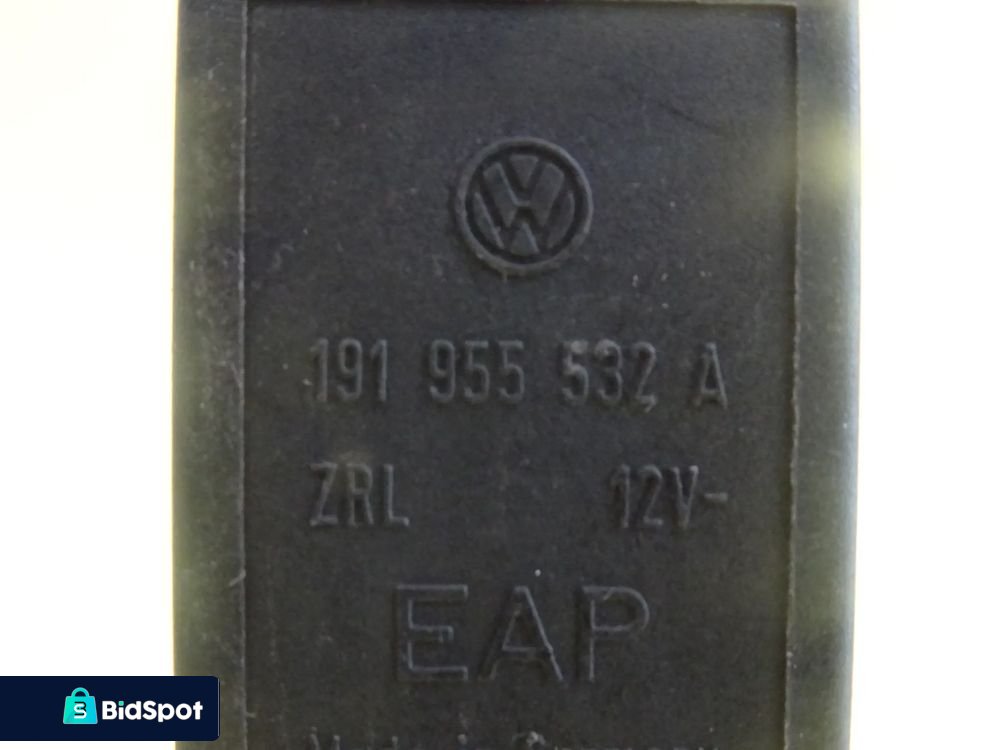 191 955 532 A
ZRL 12V-
EAP
BidSpot